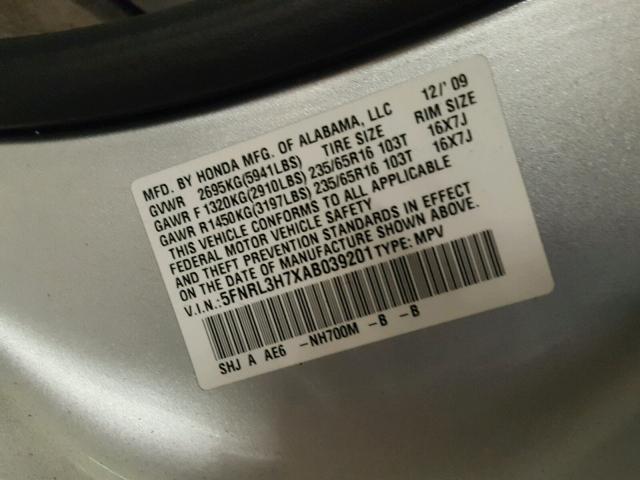 MFD. BY HONDA MFG. OF ALABAMA, LLC 12/'09
GVWR 2695KG(5941LBS) TIRE SIZE RIM SIZE
GAWR F 1320KG(2910LBS) 235/65R16 103T 16X7J
GAWR R1450KG(3197LBS) 235/65R16 103T 16X7J
THIS VEHICLE CONFORMS TO ALL APPLICABLE
FEDERAL MOTOR VEHICLE SAFETY
AND THEFT PREVENTION STANDARDS IN EFFECT
ON THE DATE OF MANUFACTURE SHOWN ABOVE.
V.I.N.:5FNRL3H7XAB039201 TYPE: MPV
SHJ A AE6 -NH700M -B -B